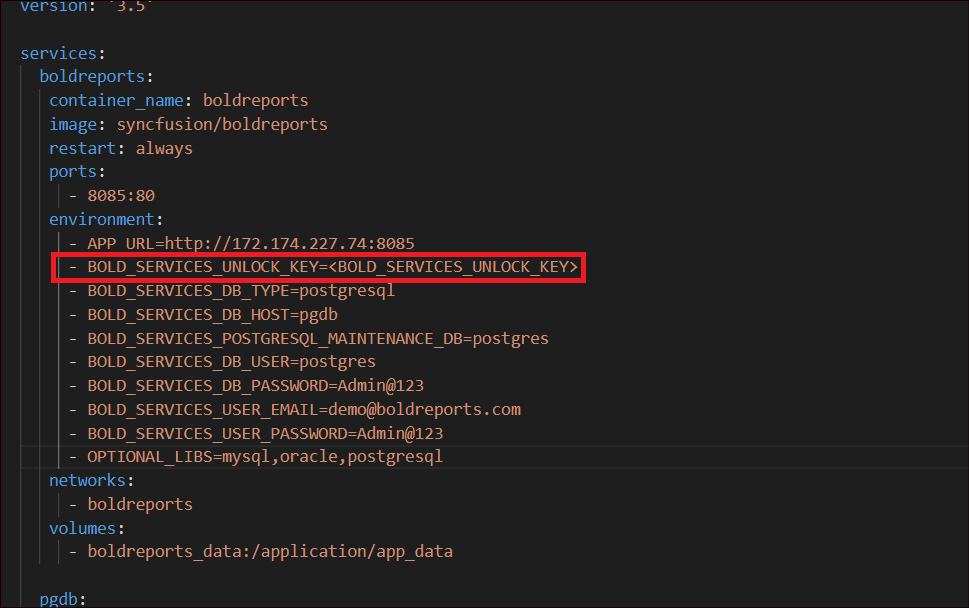 version: '3.5'
services:
boldreports:
container_name: boldreports
image: syncfusion/boldreports
restart: always
ports:
- 8085:80
environment:
- APP_URL=http://172.174.227.74:8085
- BOLD_SERVICES_UNLOCK_KEY=<BOLD_SERVICES_UNLOCK_KEY>
- BOLD_SERVICES_DB_TYPE=postgresql
- BOLD_SERVICES_DB_HOST=pgdb
- BOLD_SERVICES_POSTGRESQL_MAINTENANCE_DB=postgres
- BOLD_SERVICES_DB_USER=postgres
- BOLD_SERVICES_DB_PASSWORD=Admin@123
- BOLD_SERVICES_USER_EMAIL=demo@boldreports.com
- BOLD_SERVICES_USER_PASSWORD=Admin@123
- OPTIONAL_LIBS=mysql,oracle,postgresql
networks:
- boldreports
volumes:
- boldreports_data:/application/app_data
pgdb: